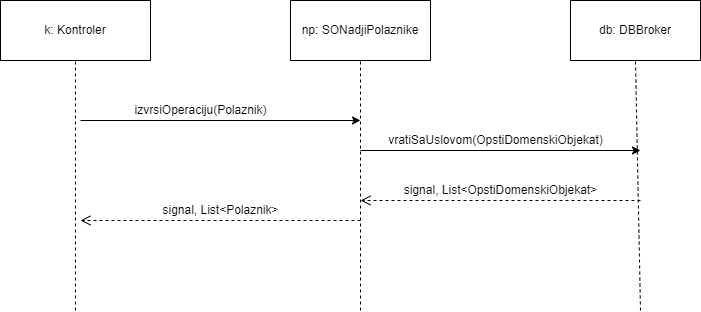 k: Kontroler
np: SONadjiPolaznike
db: DBBroker
izvrsiOperaciju(Polaznik)
vratiSaUslovom(OpstiDomenskiObjekat)
signal, List<OpstiDomenskiObjekat>
signal, List<Polaznik>